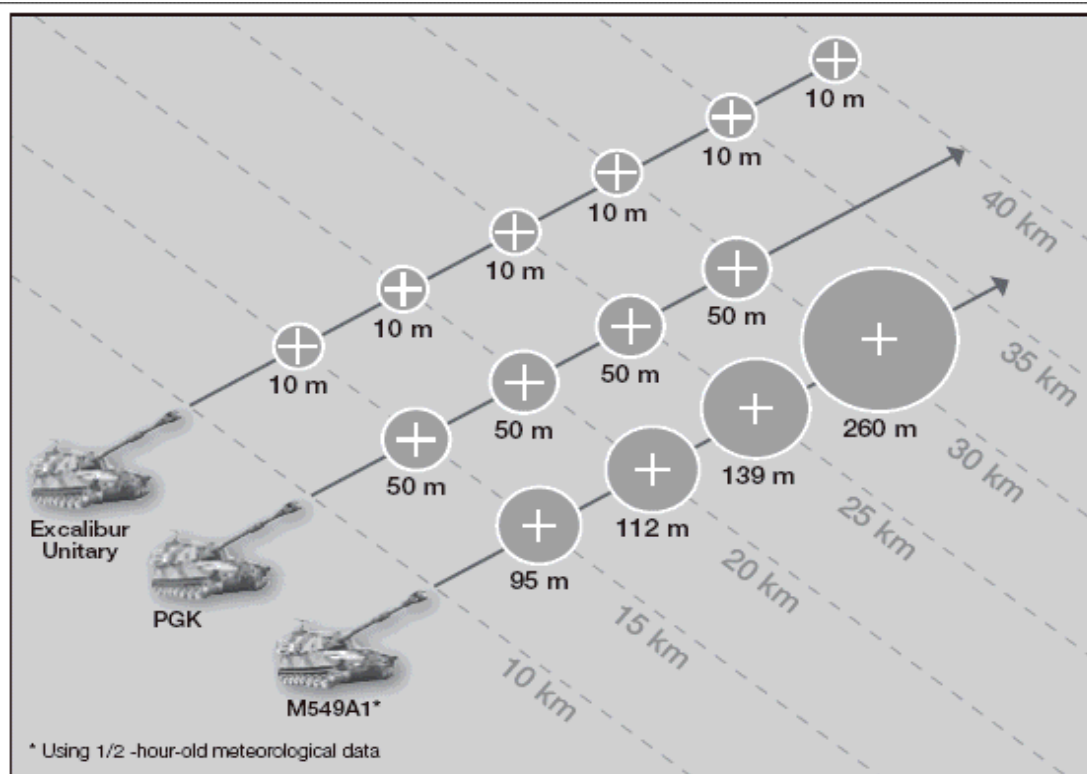 10 m
10 m
10 m
10 m
10 m
10 m
Excalibur
Unitary
50 m
50 m
50 m
50 m
PGK
95 m
112 m
139 m
260 m
M549A1*
10 km
15 km
20 km
25 km
30 km
35 km
40 km
* Using 1/2 -hour-old meteorological data